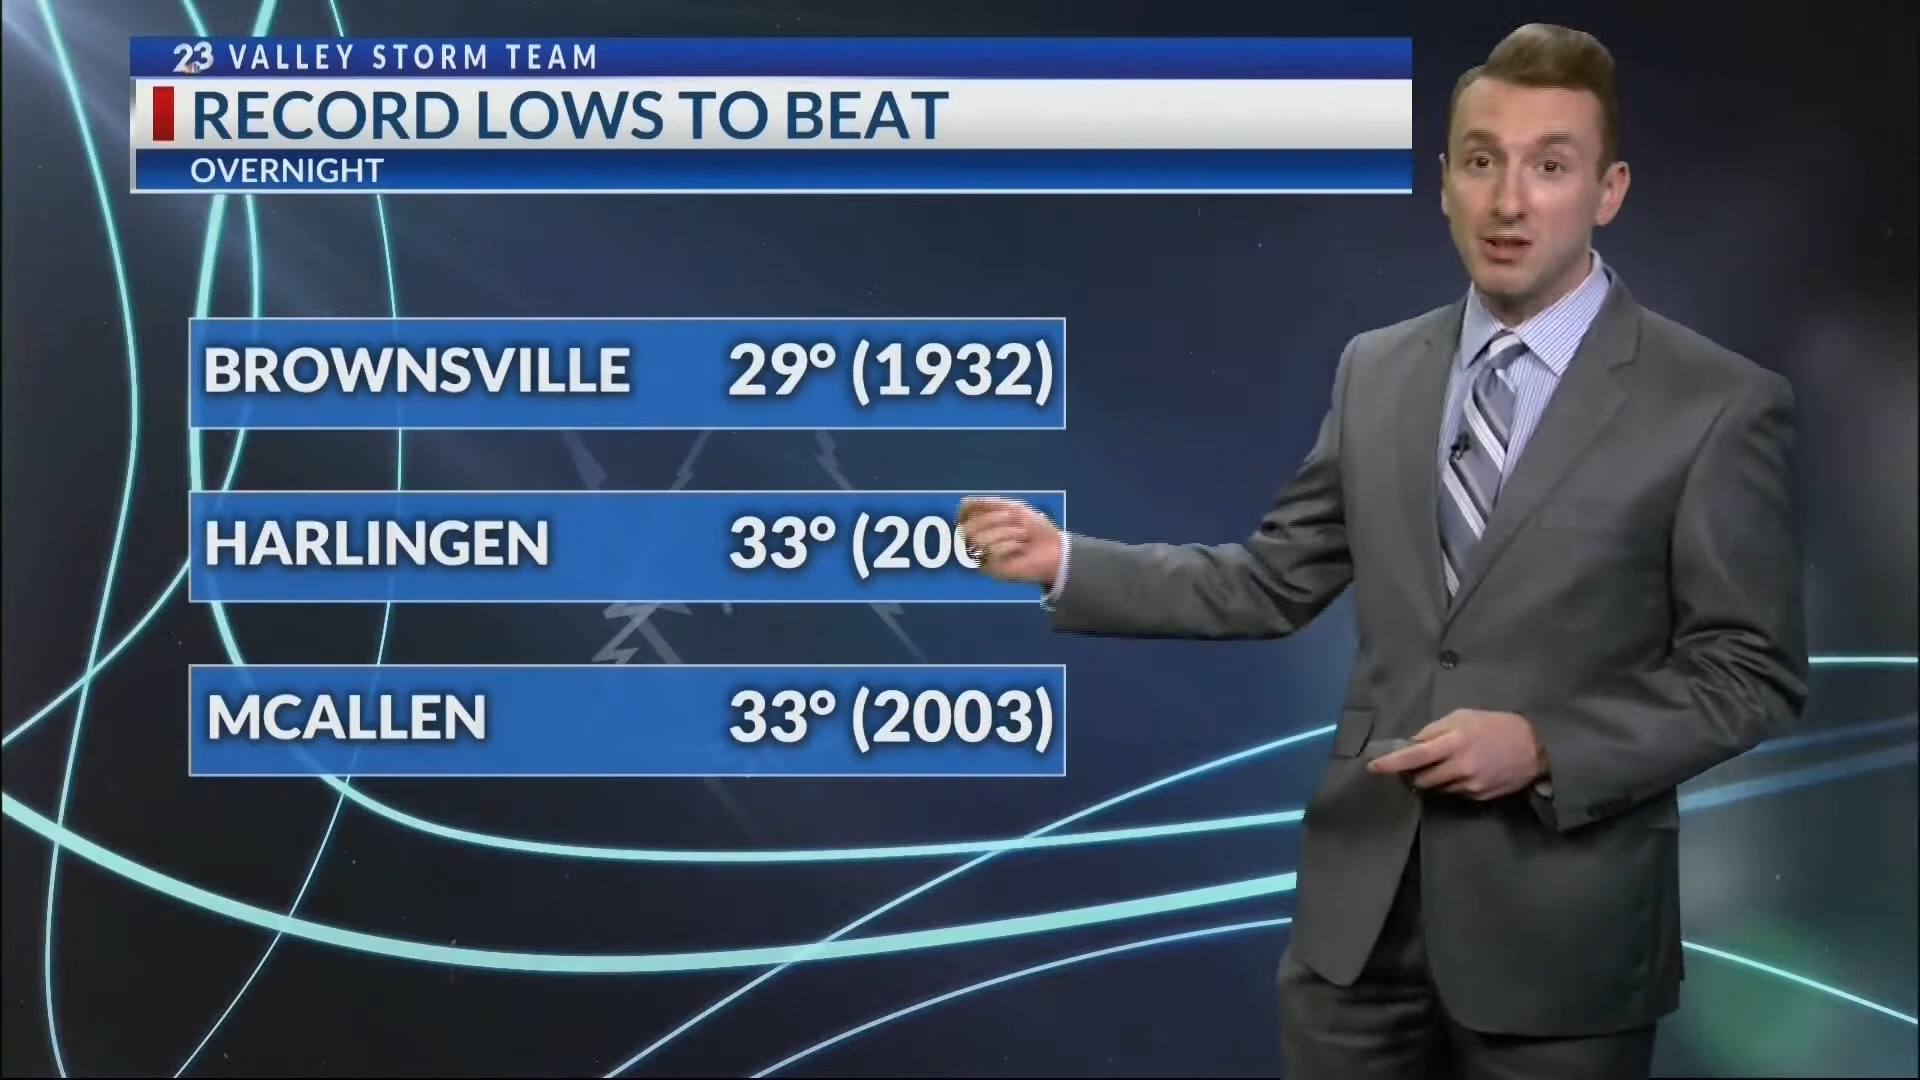 23 VALLEY STORM TEAM
RECORD LOWS TO BEAT
OVERNIGHT
BROWNSVILLE 29° (1932)
HARLINGEN 33°
MCALLEN 33° (2003)